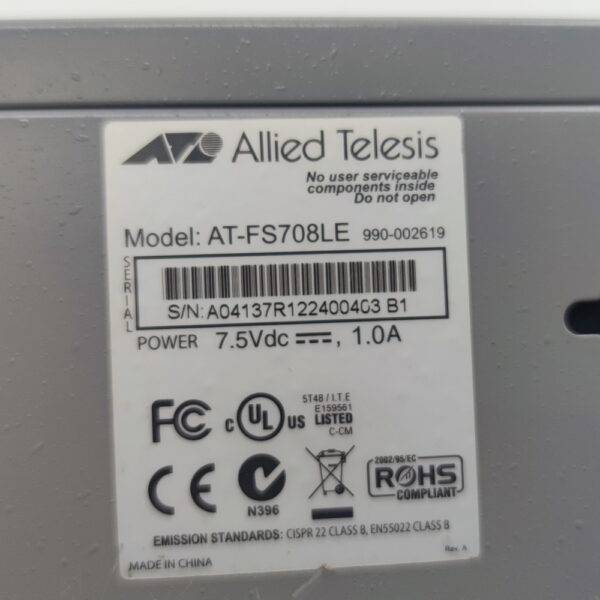 Allied Telesis
No user serviceable
components inside
Do not open
Model: AT-FS708LE 990-002619
SERIAL
S/N: A04137R122400403 B1
POWER 7.5Vdc ⎓, 1.0A
FC
c UL US LISTED
5T48 / I.T.E
E159561
C-CM
CE
N396
2002/95/EC
ROHS
COMPLIANT
EMISSION STANDARDS: CISPR 22 CLASS B, EN55022 CLASS B
Rev. A
MADE IN CHINA